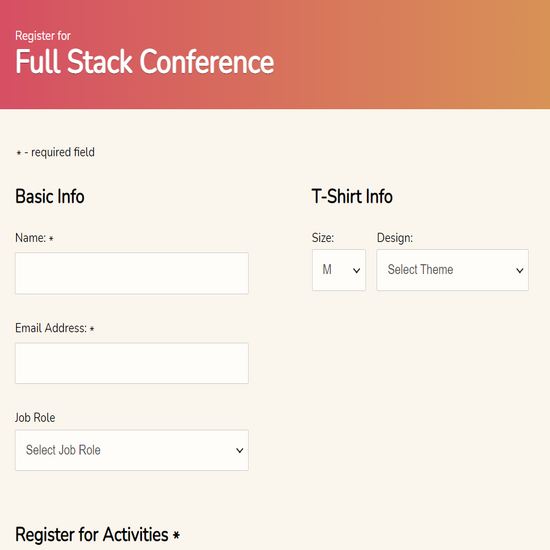 Register for
Full Stack Conference
* - required field
Basic Info
Name: *
Email Address: *
Job Role
Select Job Role
T-Shirt Info
Size:
Design:
M
Select Theme
Register for Activities *